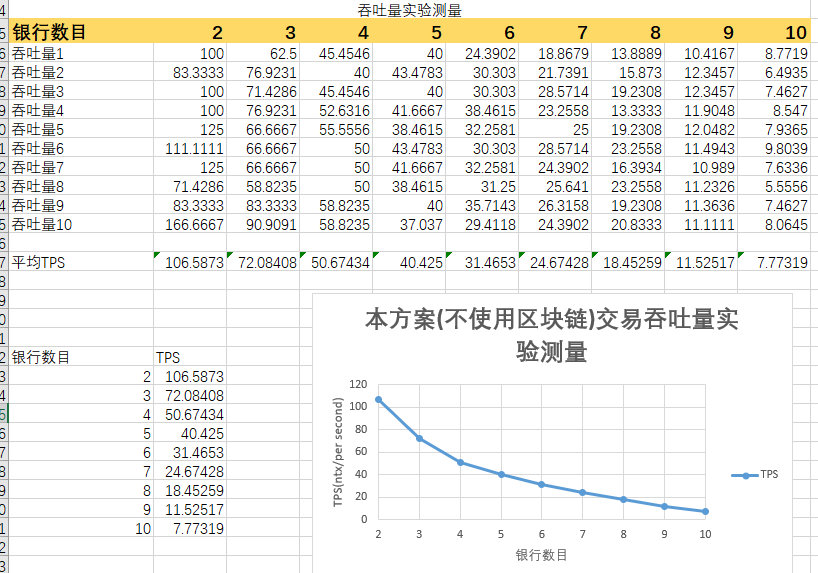 吞吐量实验测量
银行数目 2 3 4 5 6 7 8 9 10
吞吐量1 100 62.5 45.4546 40 24.3902 18.8679 13.8889 10.4167 8.7719
吞吐量2 83.3333 76.9231 40 43.4783 30.303 21.7391 15.873 12.3457 6.4935
吞吐量3 100 71.4286 45.4546 40 30.303 28.5714 19.2308 12.3457 7.4627
吞吐量4 100 76.9231 52.6316 41.6667 38.4615 23.2558 13.3333 11.9048 8.547
吞吐量5 125 66.6667 55.5556 38.4615 32.2581 25 19.2308 12.0482 7.9365
吞吐量6 111.1111 66.6667 50 43.4783 30.303 28.5714 23.2558 11.4943 9.8039
吞吐量7 125 66.6667 50 41.6667 32.2581 24.3902 16.3934 10.989 7.6336
吞吐量8 71.4286 58.8235 50 38.4615 31.25 25.641 23.2558 11.2326 5.5556
吞吐量9 83.3333 83.3333 58.8235 40 35.7143 26.3158 19.2308 11.3636 7.4627
吞吐量10 166.6667 90.9091 58.8235 37.037 29.4118 24.3902 20.8333 11.1111 8.0645
平均TPS 106.5873 72.08408 50.67434 40.425 31.4653 24.67428 18.45259 11.52517 7.77319
银行数目 TPS
2 106.5873
3 72.08408
4 50.67434
5 40.425
6 31.4653
7 24.67428
8 18.45259
9 11.52517
10 7.77319
本方案(不使用区块链)交易吞吐量实
验测量
TPS(ntx/per second)
120
100
80
60
40
20
0
2 3 4 5 6 7 8 9 10
银行数目
TPS